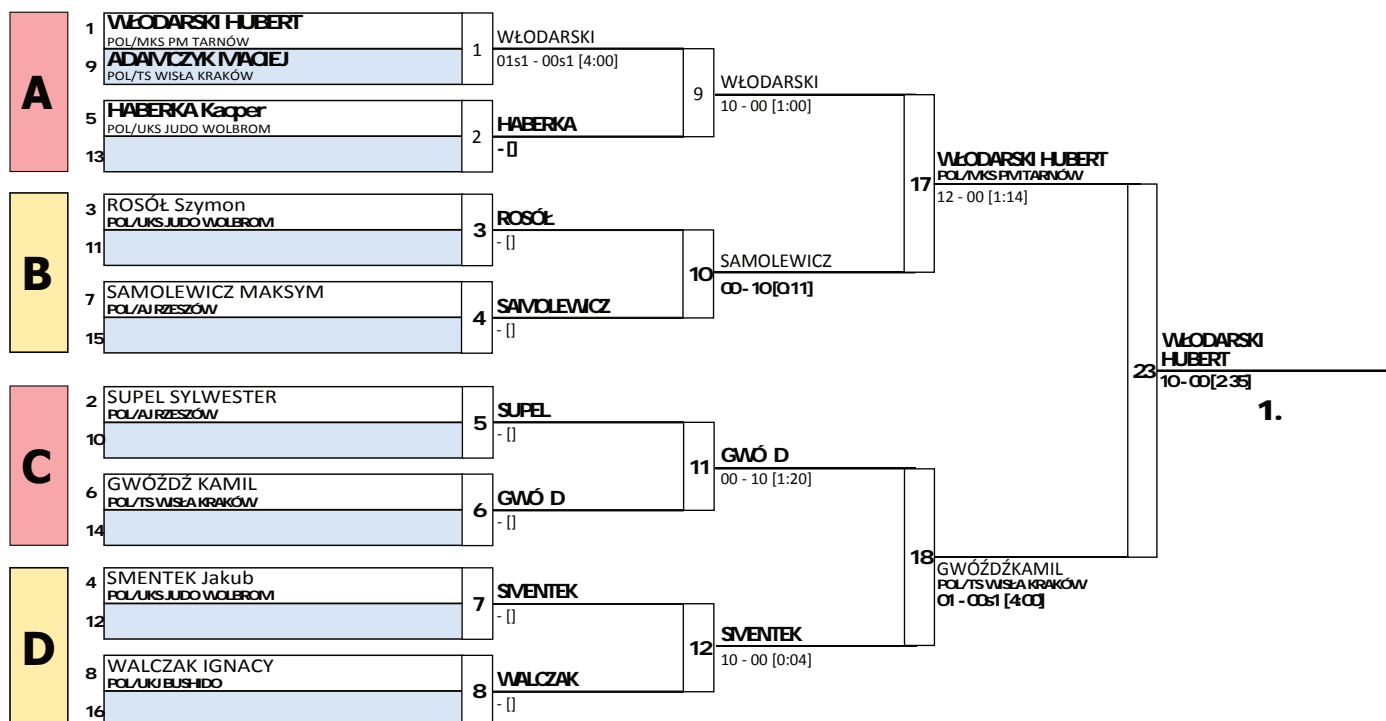 A
1 WŁODARSKI HUBERT
POL/MKS PM TARNÓW
9 ADAMCZYK MACIEJ
POL/TS WISŁA KRAKÓW
1
WŁODARSKI
01s1 - 00s1 [4:00]
5 HABERKA Kacper
POL/UKS JUDO WOLBROM
13
2
HABERKA
- []
9
WŁODARSKI
10 - 00 [1:00]
B
3 ROSÓŁ Szymon
POL/UKS JUDO WOLBROM
11
3
ROSÓŁ
- []
7 SAMOLEWICZ MAKSYM
POL/AJ RZESZÓW
15
4
SAMOLEWICZ
- []
10
SAMOLEWICZ
00 - 10 [0:11]
17
WŁODARSKI HUBERT
POL/MKS PM TARNÓW
12 - 00 [1:14]
C
2 SUPEL SYLWESTER
POL/AJ RZESZÓW
10
5
SUPEL
- []
6 GWÓŹDŹ KAMIL
POL/TS WISŁA KRAKÓW
14
6
GWÓ D
- []
11
GWÓ D
00 - 10 [1:20]
D
4 SMENTEK Jakub
POL/UKS JUDO WOLBROM
12
7
SMENTEK
- []
8 WALCZAK IGNACY
POL/UKJ BUSHIDO
16
8
WALCZAK
- []
12
SMENTEK
10 - 00 [0:04]
18
GWÓŹDŹ KAMIL
POL/TS WISŁA KRAKÓW
01 - 00s1 [4:00]
23
WŁODARSKI
HUBERT
10 - 00 [2:35]
1.